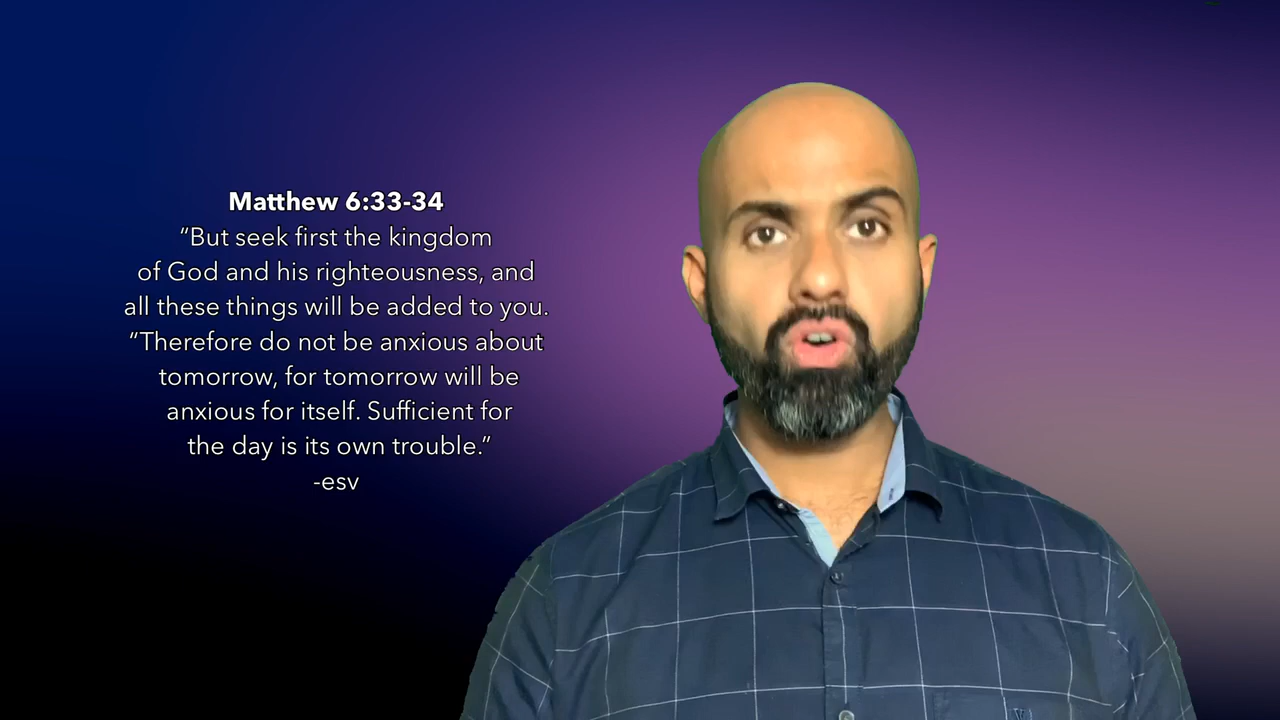 Matthew 6:33-34
“But seek first the kingdom
of God and his righteousness, and
all these things will be added to you.
“Therefore do not be anxious about
tomorrow, for tomorrow will be
anxious for itself. Sufficient for
the day is its own trouble.”
-esv